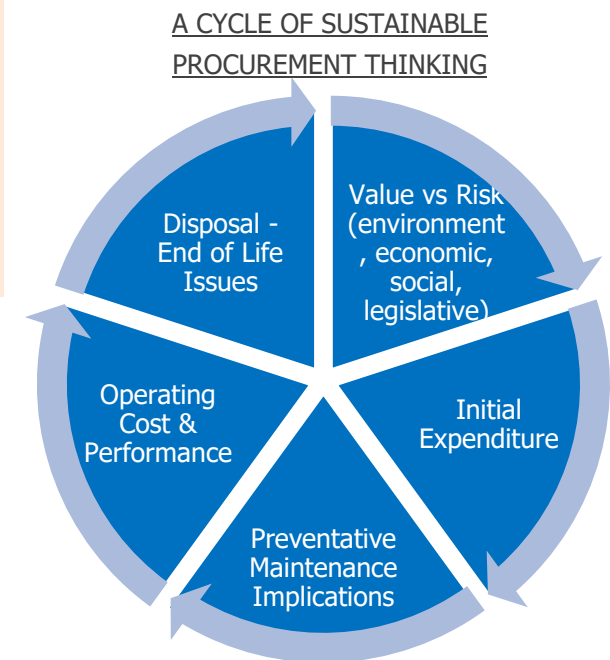 A CYCLE OF SUSTAINABLE
PROCUREMENT THINKING
Value vs Risk
(environment
, economic,
social,
legislative)
Initial
Expenditure
Preventative
Maintenance
Implications
Operating
Cost &
Performance
Disposal -
End of Life
Issues